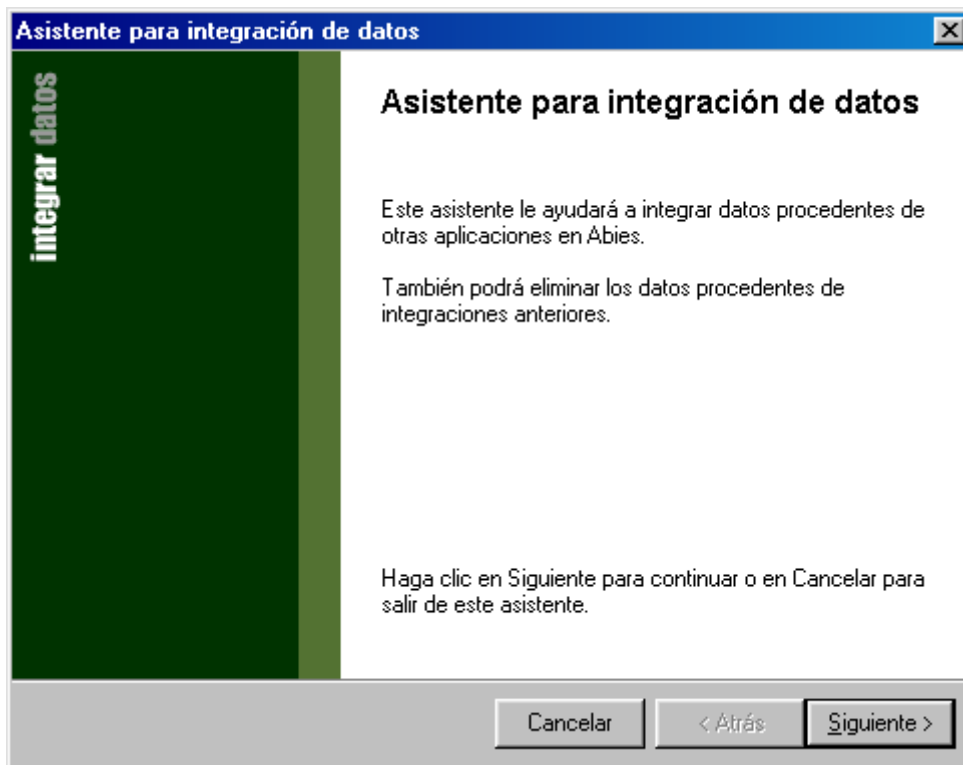 Asistente para integración de datos
integrar datos
Asistente para integración de datos
Este asistente le ayudará a integrar datos procedentes de
otras aplicaciones en Abies.
También podrá eliminar los datos procedentes de
integraciones anteriores.
Haga clic en Siguiente para continuar o en Cancelar para
salir de este asistente.
Cancelar
< Atrás
Siguiente >